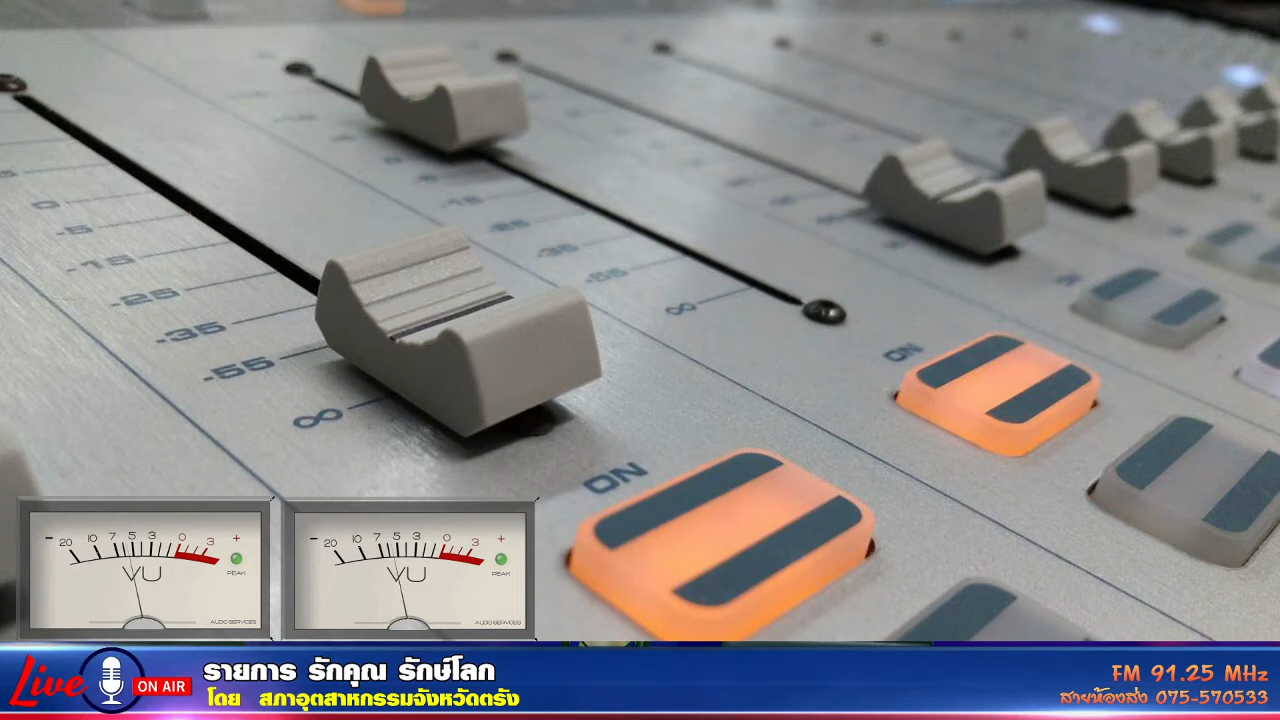 0
-5
-15
-25
-35
-55
∞
-15
-25
-35
-55
∞
ON
ON
- 20 10 7 5 3 0 3 +
VU
PEAK
AUDIO SERVICES
- 20 10 7 5 3 0 3 +
VU
PEAK
AUDIO SERVICES
Live ON AIR
รายการ รักคุณ รักษ์โลก
โดย สภาอุตสาหกรรมจังหวัดตรัง
FM 91.25 MHz
สายห้องส่ง 075-570533